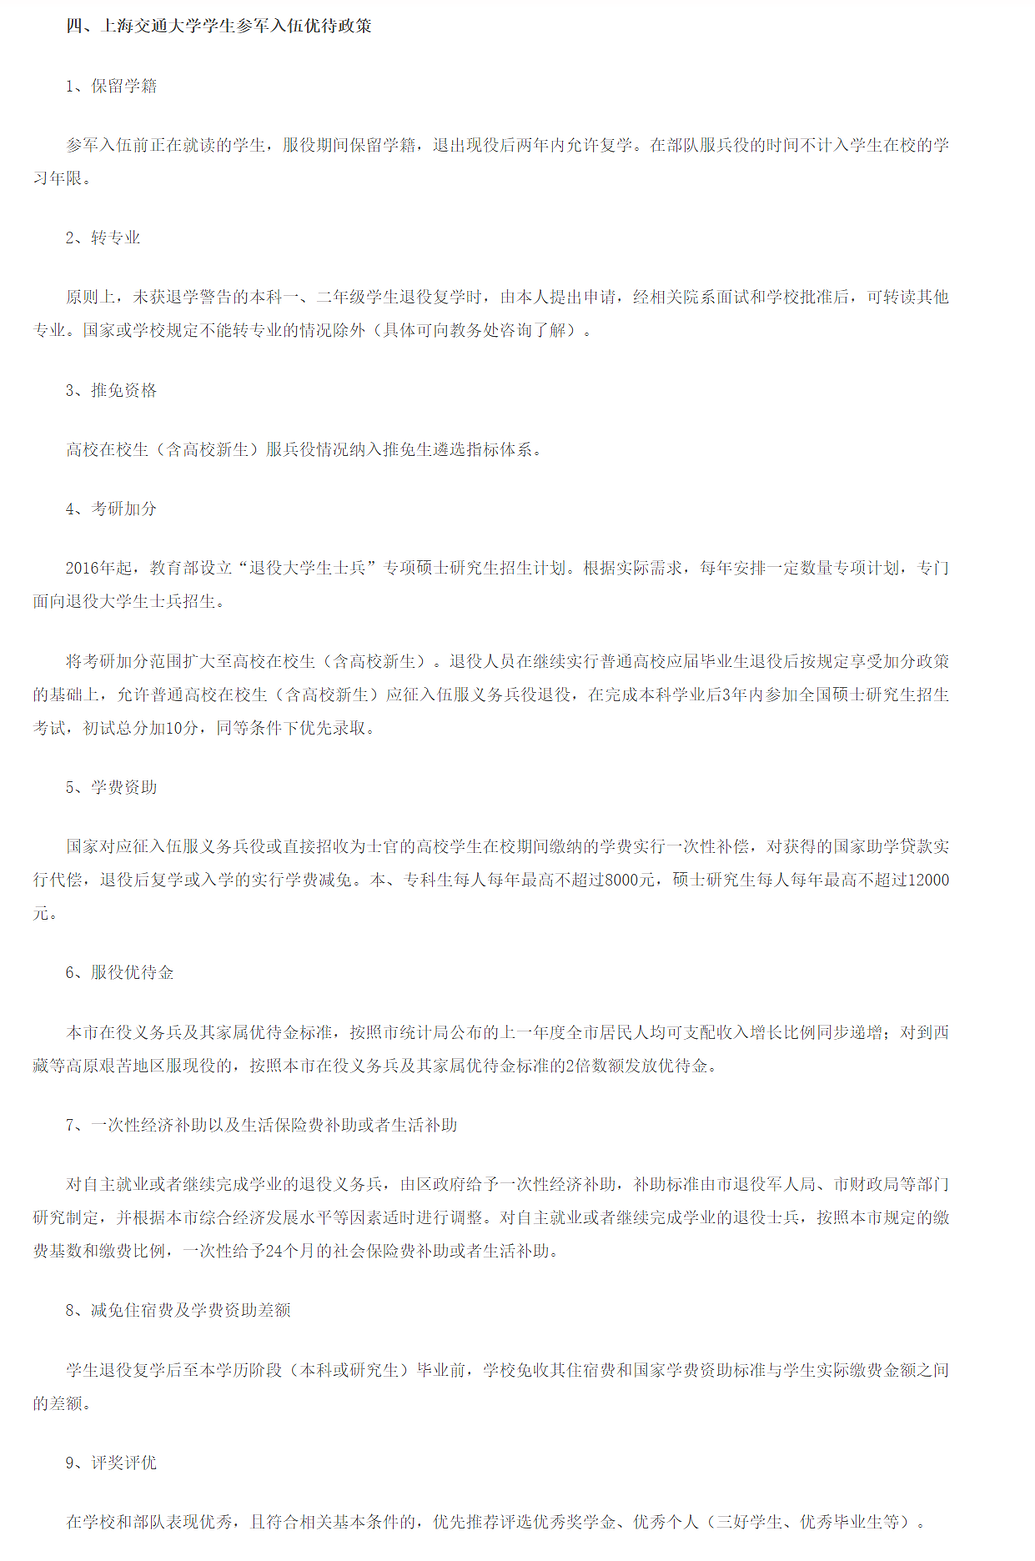 四、上海交通大学学生参军入伍优待政策
1、保留学籍
参军入伍前正在就读的学生，服役期间保留学籍，退出现役后两年内允许复学。在部队服兵役的时间不计入学生在校的学
习年限。
2、转专业
原则上，未获退学警告的本科一、二年级学生退役复学时，由本人提出申请，经相关院系面试和学校批准后，可转读其他
专业。国家或学校规定不能转专业的情况除外（具体可向教务处咨询了解）。
3、推免资格
高校在校生（含高校新生）服兵役情况纳入推免生遴选指标体系。
4、考研加分
2016年起，教育部设立“退役大学生士兵”专项硕士研究生招生计划。根据实际需求，每年安排一定数量专项计划，专门
面向退役大学生士兵招生。
将考研加分范围扩大至高校在校生（含高校新生）。退役人员在继续实行普通高校应届毕业生退役后按规定享受加分政策
的基础上，允许普通高校在校生（含高校新生）应征入伍服义务兵役退役，在完成本科学业后3年内参加全国硕士研究生招生
考试，初试总分加10分，同等条件下优先录取。
5、学费资助
国家对应征入伍服义务兵役或直接招收为士官的高校学生在校期间缴纳的学费实行一次性补偿，对获得的国家助学贷款实
行代偿，退役后复学或入学的实行学费减免。本、专科生每人每年最高不超过8000元，硕士研究生每人每年最高不超过12000
元。
6、服役优待金
本市在役义务兵及其家属优待金标准，按照市统计局公布的上一年度全市居民人均可支配收入增长比例同步递增；对到西
藏等高原艰苦地区服现役的，按照本市在役义务兵及其家属优待金标准的2倍数额发放优待金。
7、一次性经济补助以及生活保险费补助或者生活补助
对自主就业或者继续完成学业的退役义务兵，由区政府给予一次性经济补助，补助标准由市退役军人局、市财政局等部门
研究制定，并根据本市综合经济发展水平等因素适时进行调整。对自主就业或者继续完成学业的退役士兵，按照本市规定的缴
费基数和缴费比例，一次性给予24个月的社会保险费补助或者生活补助。
8、减免住宿费及学费资助差额
学生退役复学后至本学历阶段（本科或研究生）毕业前，学校免收其住宿费和国家学费资助标准与学生实际缴费金额之间
的差额。
9、评奖评优
在学校和部队表现优秀，且符合相关基本条件的，优先推荐评选优秀奖学金、优秀个人（三好学生、优秀毕业生等）。